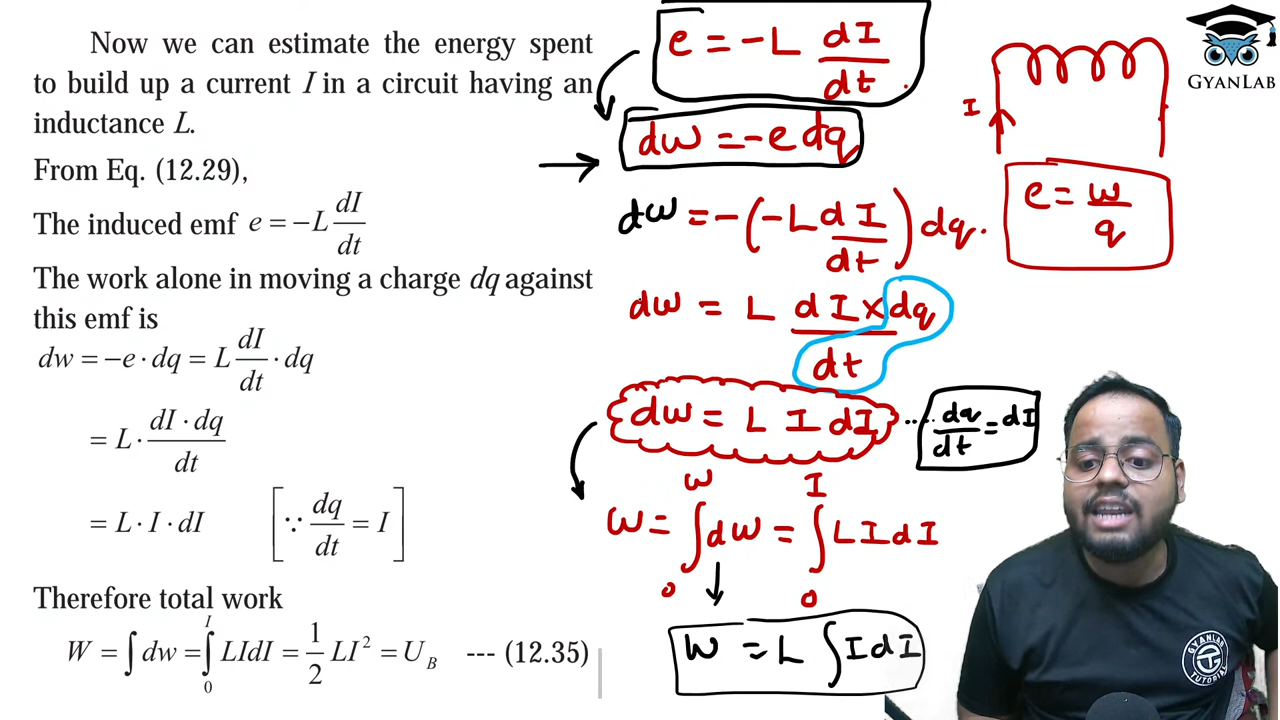 Now we can estimate the energy spent
to build up a current I in a circuit having an
inductance L.
From Eq. (12.29),
The induced emf e = −L dI/dt
The work alone in moving a charge dq against
this emf is
dw = −e · dq = L dI/dt · dq
= L · dI · dq/dt
= L · I · dI [∵ dq/dt = I]
Therefore total work
W = ∫ dw = ∫₀ᴵ LIdI = 1/2 LI² = U_B --- (12.35)
e = −L dI/dt
dw = −e dq
dw = −(−L dI/dt) dq.
dw = L dI × dq/dt
dw = L I dI .... dq/dt = dI
W I
W = ∫ dw = ∫ L I dI
0 0
W = L ∫ I dI
I
e = w/q
GYANLAB
GYANLAB
TUTORIAL